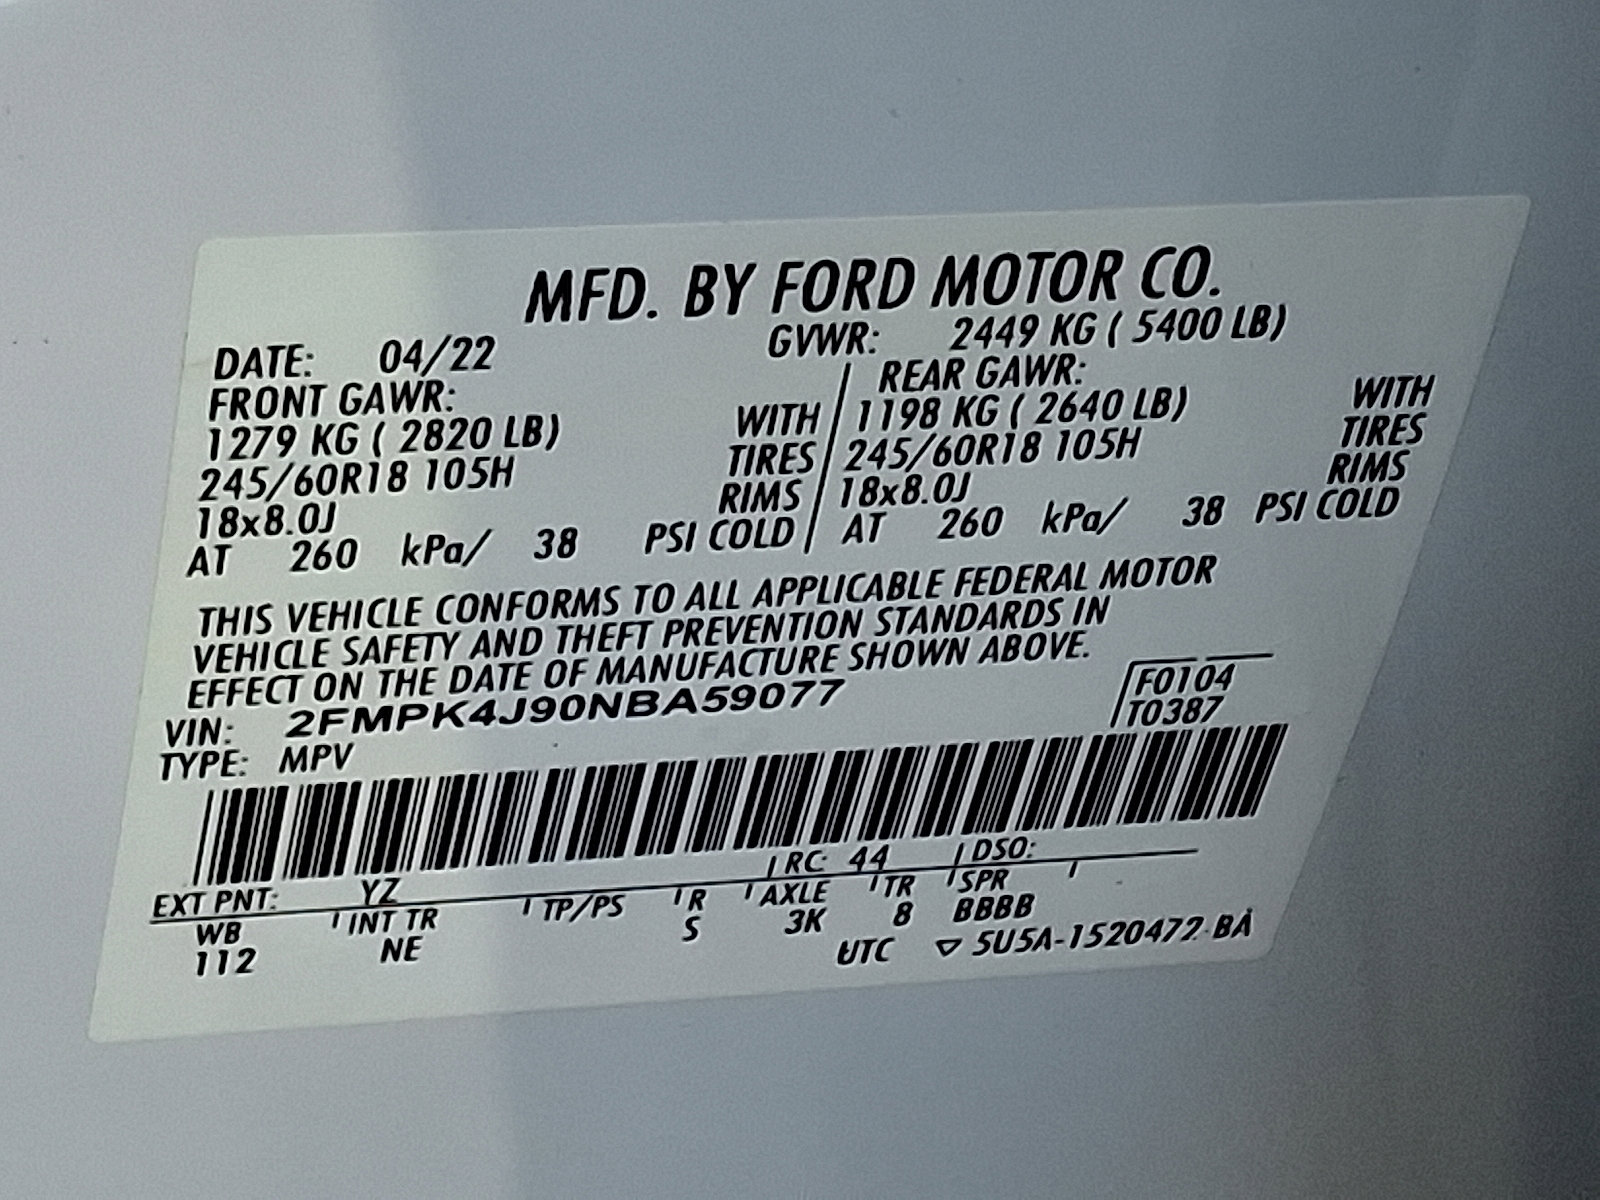 MFD. BY FORD MOTOR CO.
DATE: 04/22 GVWR: 2449 KG ( 5400 LB)
FRONT GAWR: REAR GAWR:
1279 KG ( 2820 LB) WITH 1198 KG ( 2640 LB) WITH
245/60R18 105H TIRES 245/60R18 105H TIRES
18x8.0J RIMS 18x8.0J RIMS
AT 260 kPa/ 38 PSI COLD AT 260 kPa/ 38 PSI COLD
THIS VEHICLE CONFORMS TO ALL APPLICABLE FEDERAL MOTOR
VEHICLE SAFETY AND THEFT PREVENTION STANDARDS IN
EFFECT ON THE DATE OF MANUFACTURE SHOWN ABOVE.
VIN: 2FMPK4J90NBA59077 F0104
TYPE: MPV T0387
EXT PNT: YZ RC: 44 DSO:
WB INT TR TP/PS R AXLE TR SPR
112 NE S 3K 8 BBBB
UTC ▽ 5U5A-1520472-BA